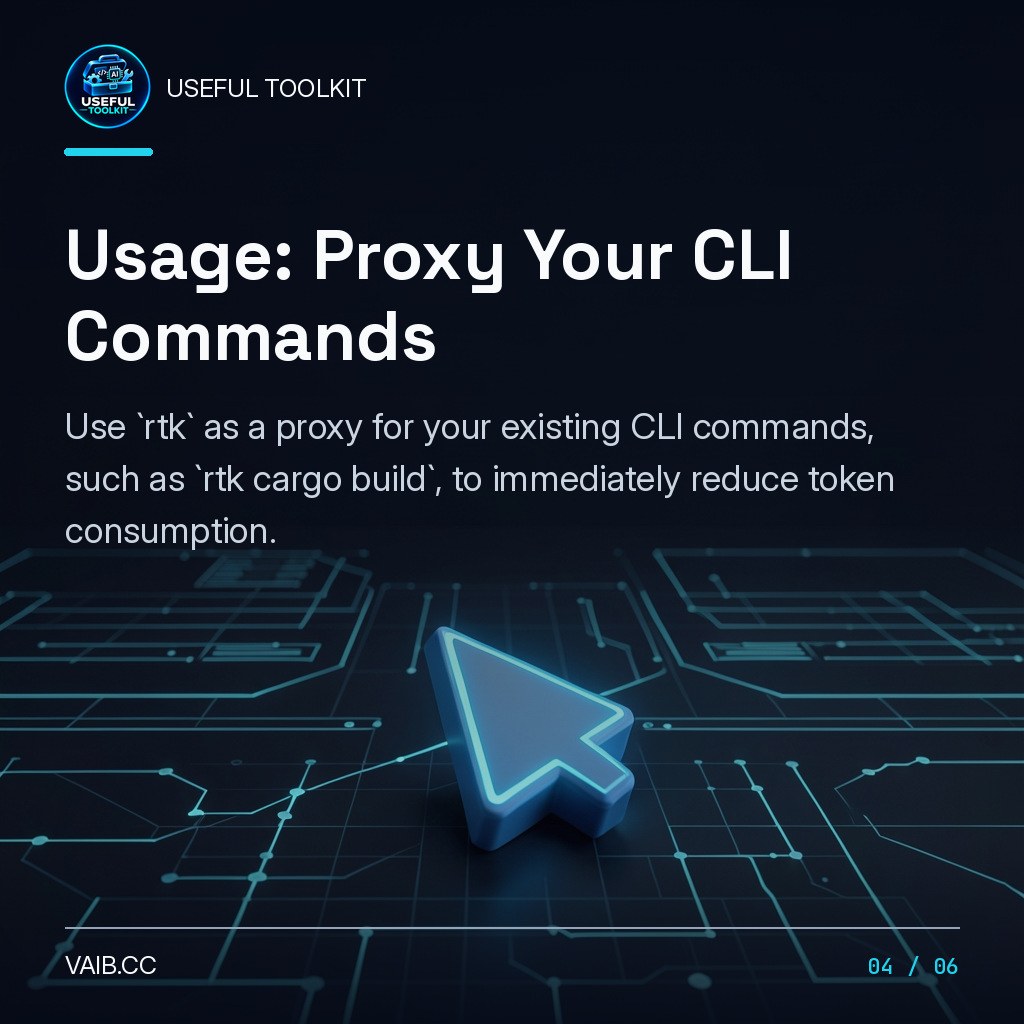 AI
USEFUL
TOOLKIT
USEFUL TOOLKIT
Usage: Proxy Your CLI
Commands
Use `rtk` as a proxy for your existing CLI commands,
such as `rtk cargo build`, to immediately reduce token
consumption.
VAIB.CC
04 / 06